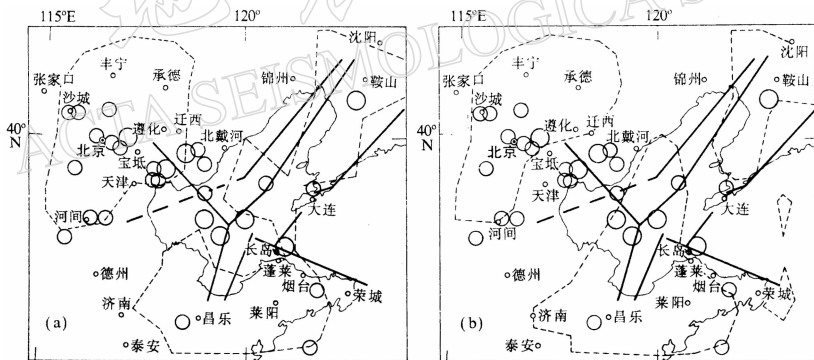 115°E
120°
沈阳
丰宁
张家口
承德
锦州
鞍山
沙城
40°
N
遵化
迁西
北戴河
北京
宝坻
天津
大连
河间
长岛
蓬莱
烟台
德州
荣城
济南
莱阳
(a)
昌乐
泰安
115°E
120°
沈阳
丰宁
张家口
承德
锦州
鞍山
沙城
40°
N
遵化
迁西
北戴河
北京
宝坻
天津
大连
河间
长岛
蓬莱
烟台
德州
荣城
济南
莱阳
(b)
昌乐
泰安
ACTA SEISMOLOGICA S